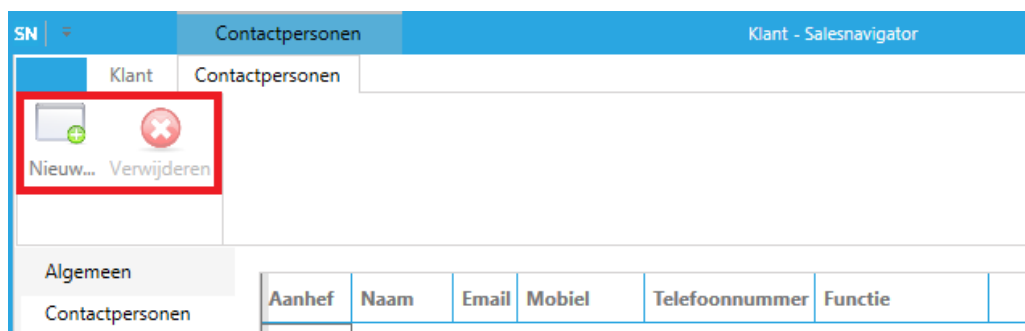 SN Contactpersonen Klant - Salesnavigator
Klant Contactpersonen
Nieuw... Verwijderen
Algemeen
Contactpersonen
Aanhef Naam Email Mobiel Telefoonnummer Functie